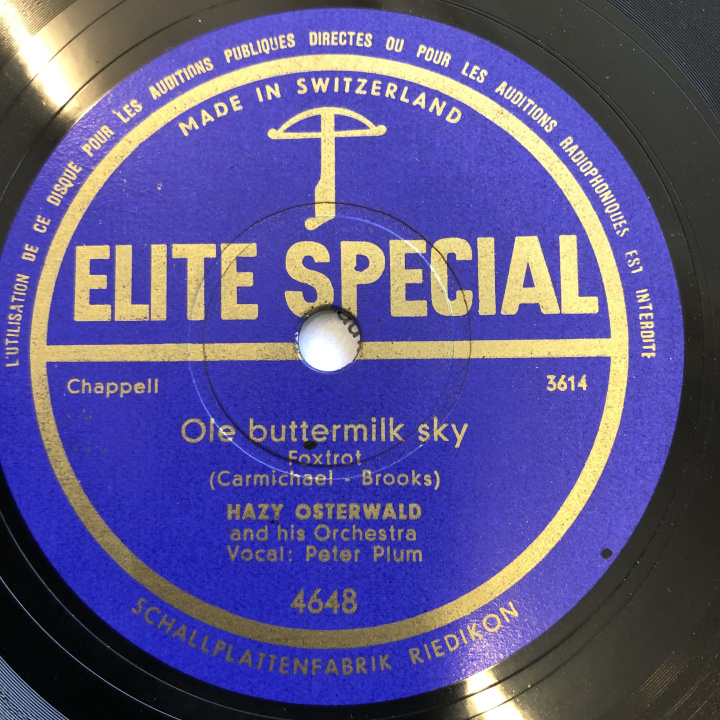 L'UTILISATION DE CE DISQUE POUR LES AUDITIONS PUBLIQUES DIRECTES OU POUR LES AUDITIONS RADIOPHONIQUES EST INTERDITE
MADE IN SWITZERLAND
ELITE SPECIAL
Chappell 3614
Ole buttermilk sky
Foxtrot
(Carmichael - Brooks)
HAZY OSTERWALD
and his Orchestra
Vocal: Peter Plum
4648
SCHALLPLATTENFABRIK RIEDIKON